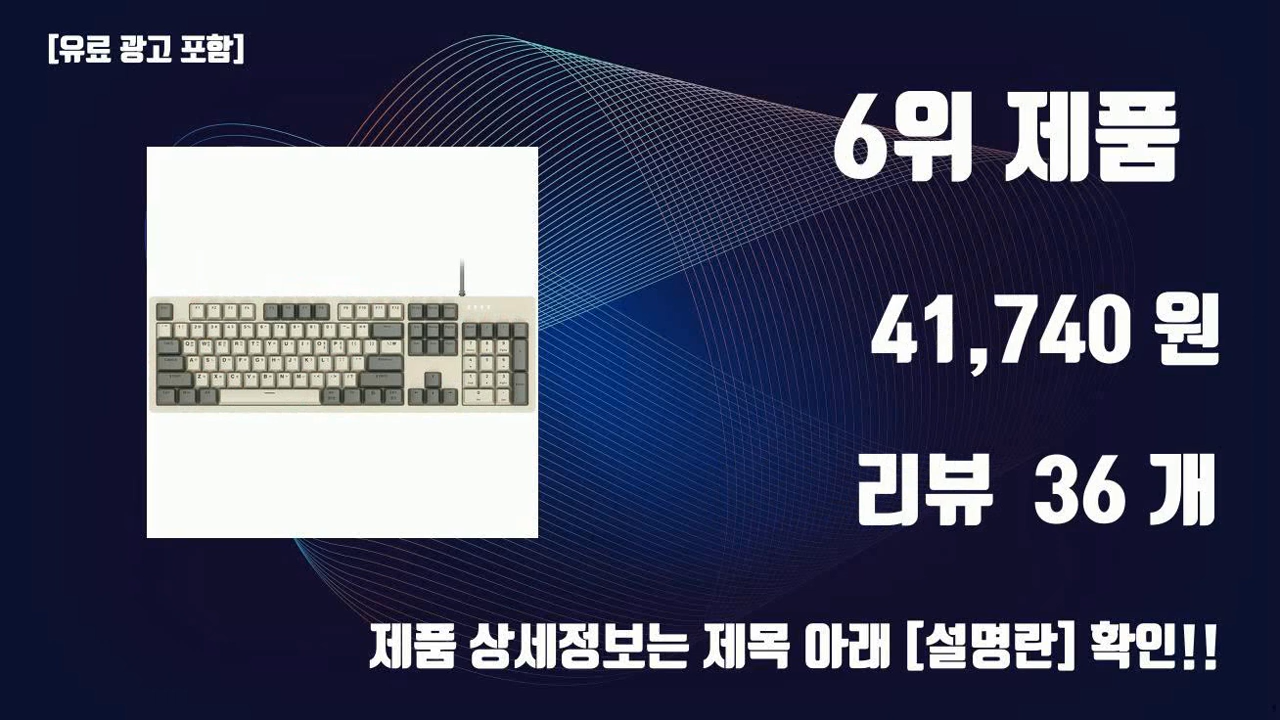 [유료 광고 포함]
6위 제품
41,740 원
리뷰 36 개
제품 상세정보는 제목 아래 [설명란] 확인!!